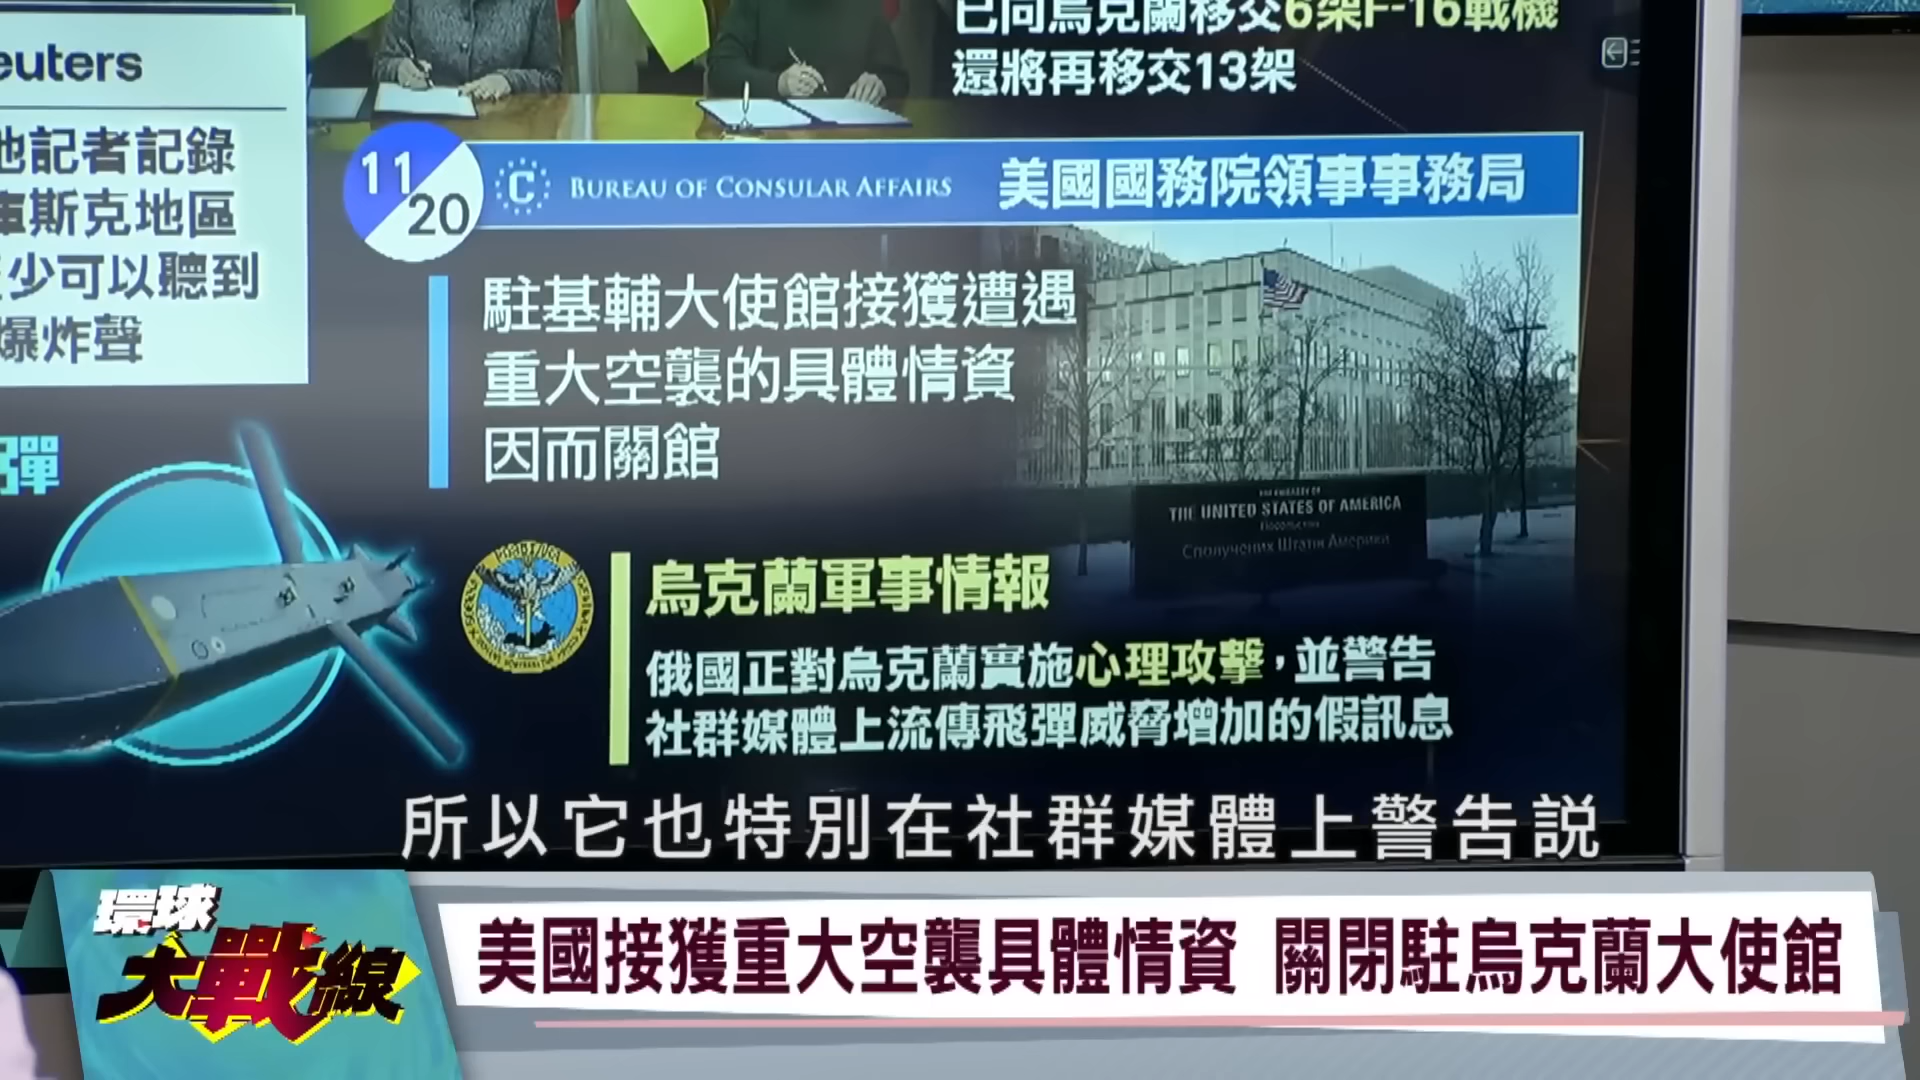 已向烏克蘭移交6架F-16戰機
還將再移交13架
euters
地記者記錄
庫斯克地區
少可以聽到
爆炸聲
11/20
C BUREAU OF CONSULAR AFFAIRS 美國國務院領事事務局
駐基輔大使館接獲遭遇
重大空襲的具體情資
因而關館
THE EMBASSY OF
THE UNITED STATES OF AMERICA
Посольство
Сполучених Штатів Америки
彈
烏克蘭軍事情報
俄國正對烏克蘭實施心理攻擊，並警告
社群媒體上流傳飛彈威脅增加的假訊息
所以它也特別在社群媒體上警告説
環球
大戰線
美國接獲重大空襲具體情資 關閉駐烏克蘭大使館